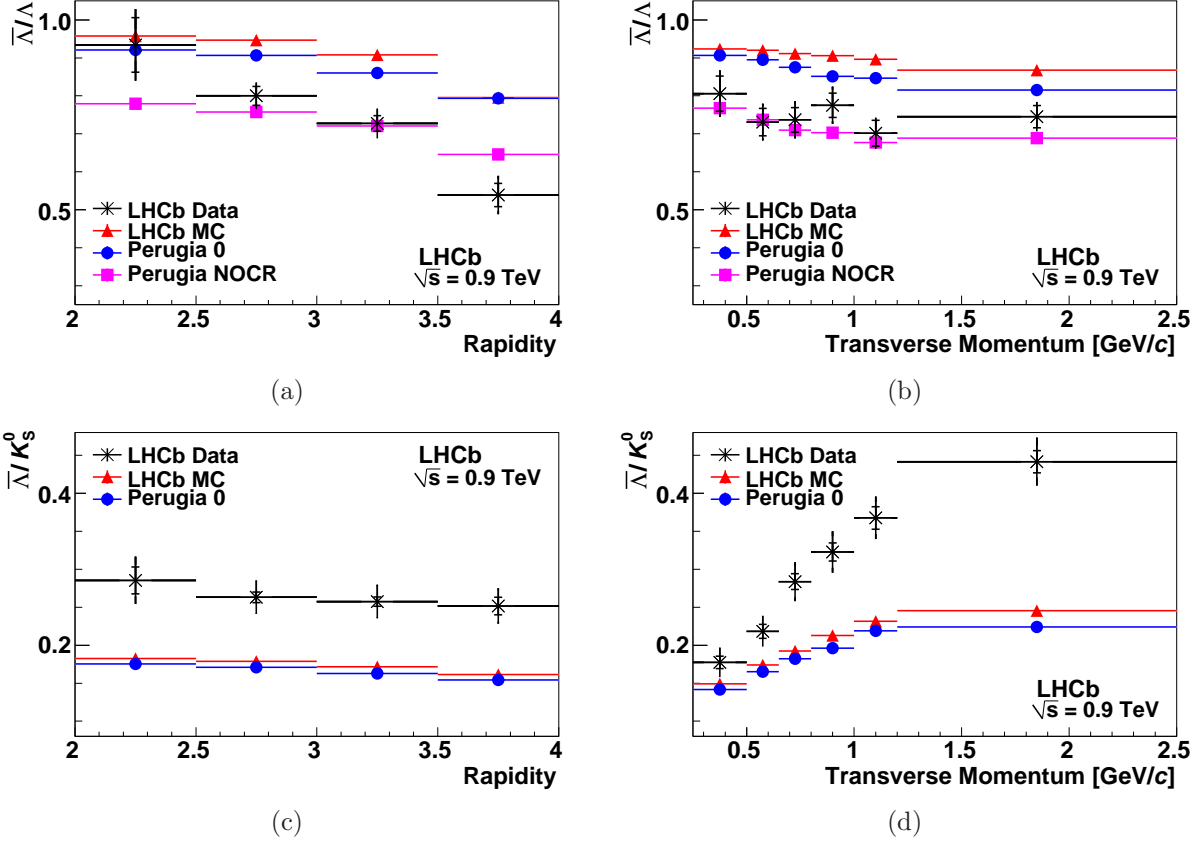 Λ̅/Λ
1.0
0.5
LHCb Data
LHCb MC
Perugia 0
Perugia NOCR
LHCb
√s = 0.9 TeV
2 2.5 3 3.5 4
Rapidity
(a)
Λ̅/Λ
1.0
0.5
LHCb Data
LHCb MC
Perugia 0
Perugia NOCR
LHCb
√s = 0.9 TeV
0.5 1 1.5 2 2.5
Transverse Momentum [GeV/c]
(b)
Λ̅/K⁰S
0.4
0.2
LHCb Data
LHCb MC
Perugia 0
LHCb
√s = 0.9 TeV
2 2.5 3 3.5 4
Rapidity
(c)
Λ̅/K⁰S
0.4
0.2
LHCb Data
LHCb MC
Perugia 0
LHCb
√s = 0.9 TeV
0.5 1 1.5 2 2.5
Transverse Momentum [GeV/c]
(d)